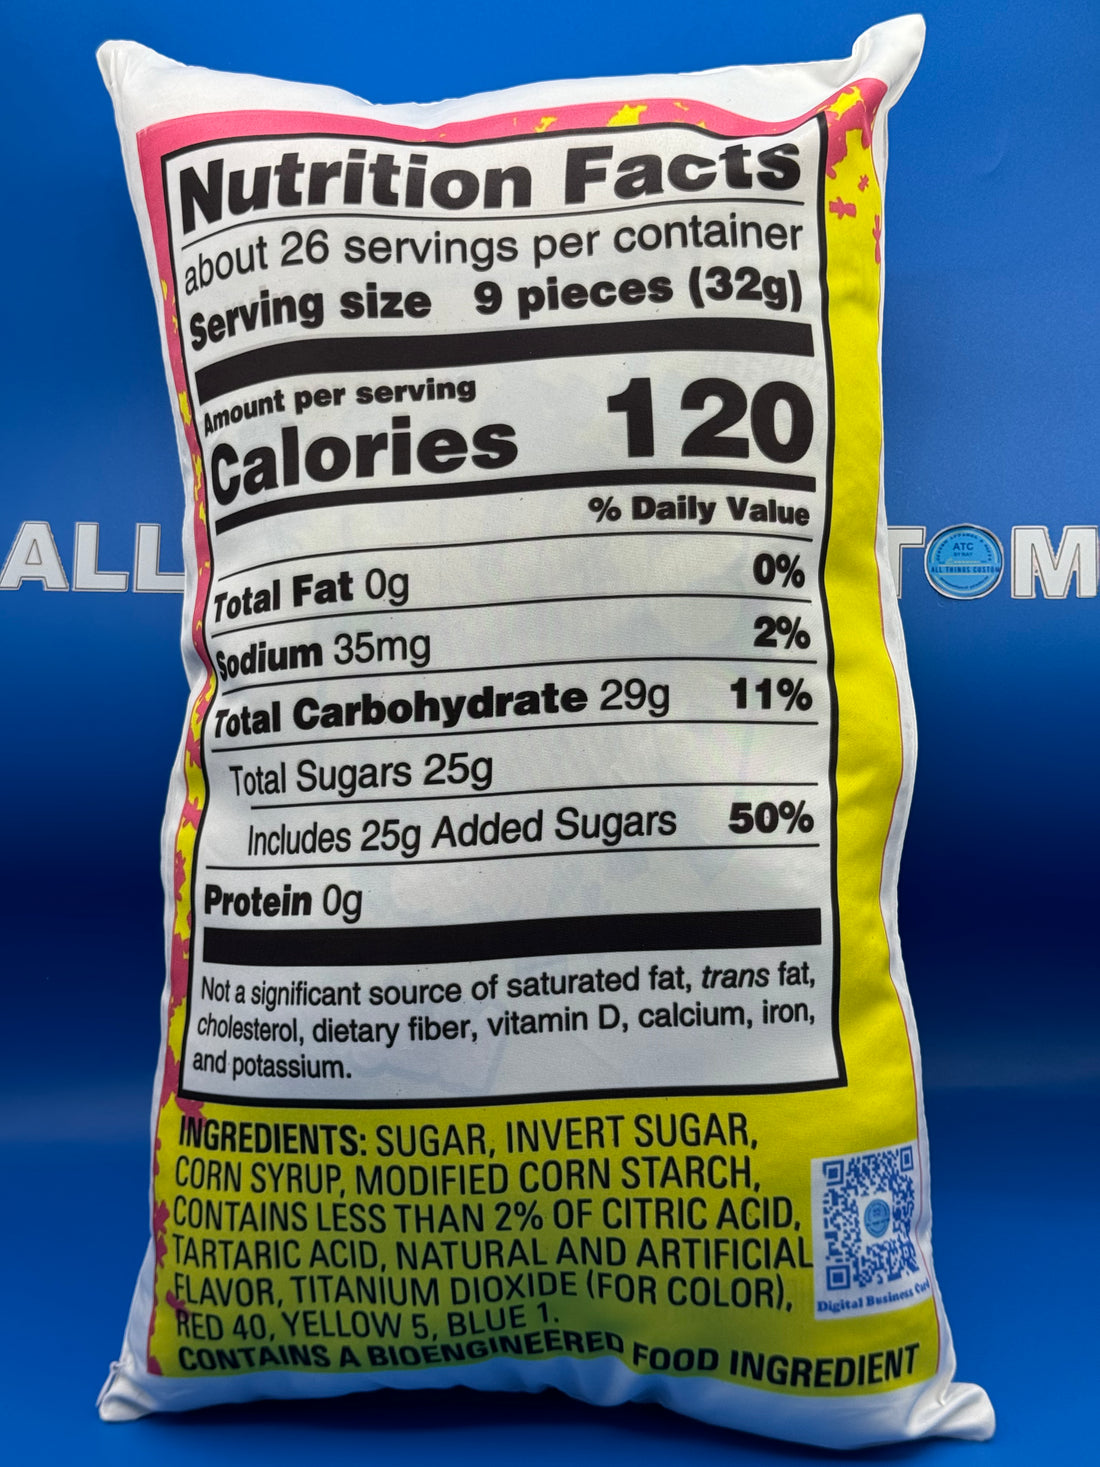 Nutrition Facts
about 26 servings per container
Serving size 9 pieces (32g)
Amount per serving
Calories 120
% Daily Value
Total Fat 0g 0%
Sodium 35mg 2%
Total Carbohydrate 29g 11%
Total Sugars 25g
Includes 25g Added Sugars 50%
Protein 0g
Not a significant source of saturated fat, trans fat,
cholesterol, dietary fiber, vitamin D, calcium, iron,
and potassium.
INGREDIENTS: SUGAR, INVERT SUGAR,
CORN SYRUP, MODIFIED CORN STARCH,
CONTAINS LESS THAN 2% OF CITRIC ACID,
TARTARIC ACID, NATURAL AND ARTIFICIAL
FLAVOR, TITANIUM DIOXIDE (FOR COLOR),
RED 40, YELLOW 5, BLUE 1.
CONTAINS A BIOENGINEERED FOOD INGREDIENT
Digital Business Card
ALL TOM
ATC
BY RAY
ALL THINGS CUSTOM